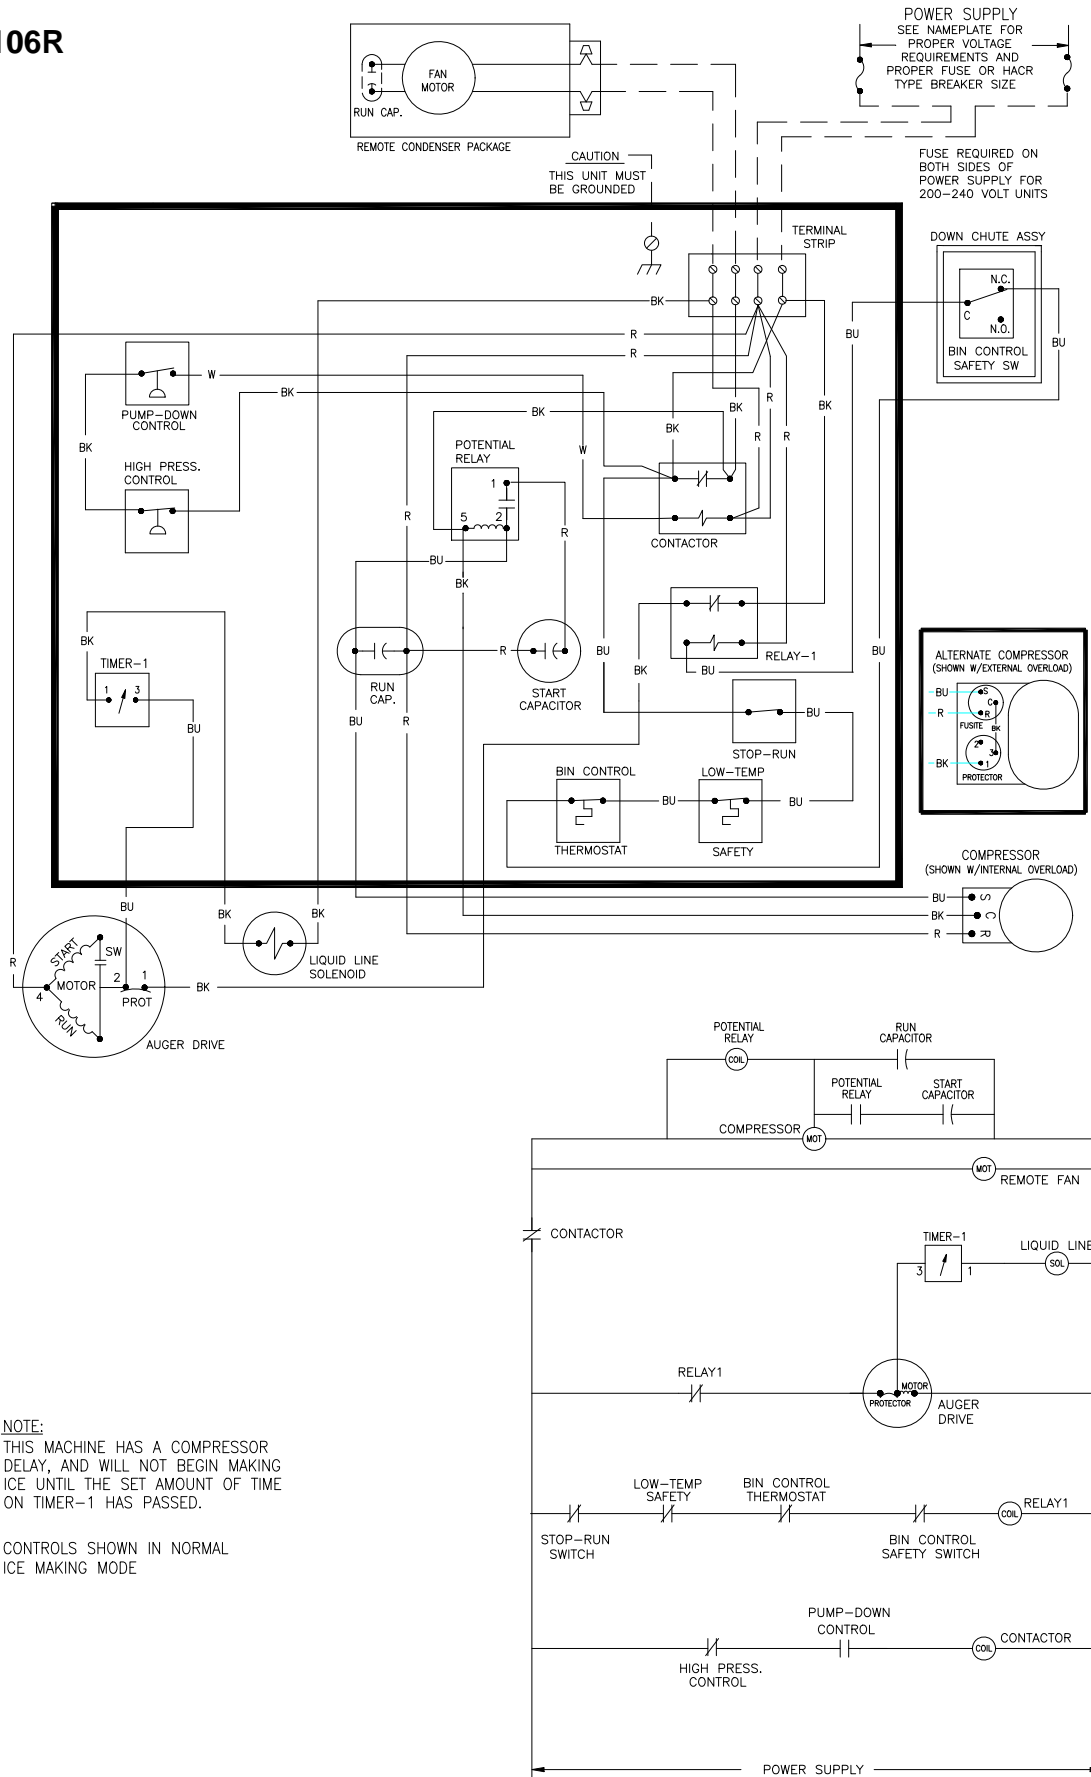 106R
POWER SUPPLY
SEE NAMEPLATE FOR
PROPER VOLTAGE
REQUIREMENTS AND
PROPER FUSE OR HACR
TYPE BREAKER SIZE
FAN
MOTOR
RUN CAP.
REMOTE CONDENSER PACKAGE
CAUTION
THIS UNIT MUST
BE GROUNDED
FUSE REQUIRED ON
BOTH SIDES OF
POWER SUPPLY FOR
200-240 VOLT UNITS
TERMINAL
STRIP
DOWN CHUTE ASSY
N.C.
C
N.O.
BIN CONTROL
SAFETY SW
BU
BU
BK
R
R
W
BK
BK
BK
R
BK
BK
R
R
W
PUMP-DOWN
CONTROL
BK
HIGH PRESS.
CONTROL
POTENTIAL
RELAY
1
5
2
R
R
BU
BK
CONTACTOR
RELAY-1
BU
BU
BK
BU
BK
TIMER-1
1
3
BU
RUN
CAP.
R
START
CAPACITOR
BU
R
STOP-RUN
BU
BIN CONTROL
THERMOSTAT
BU
LOW-TEMP
SAFETY
BU
ALTERNATE COMPRESSOR
(SHOWN W/EXTERNAL OVERLOAD)
BU
S
C
R
R
FUSITE
BK
2
3
BK
1
PROTECTOR
COMPRESSOR
(SHOWN W/INTERNAL OVERLOAD)
BU
S
BK
C
R
R
BU
BK
BK
LIQUID LINE
SOLENOID
R
START
SW
MOTOR
2
1
4
PROT
RUN
BK
AUGER DRIVE
POTENTIAL
RELAY
COIL
RUN
CAPACITOR
POTENTIAL
RELAY
START
CAPACITOR
COMPRESSOR
MOT
MOT
REMOTE FAN
CONTACTOR
TIMER-1
3
1
LIQUID LINE
SOL
RELAY1
MOTOR
PROTECTOR
AUGER
DRIVE
NOTE:
THIS MACHINE HAS A COMPRESSOR
DELAY, AND WILL NOT BEGIN MAKING
ICE UNTIL THE SET AMOUNT OF TIME
ON TIMER-1 HAS PASSED.
CONTROLS SHOWN IN NORMAL
ICE MAKING MODE
LOW-TEMP
SAFETY
BIN CONTROL
THERMOSTAT
COIL
RELAY1
STOP-RUN
SWITCH
BIN CONTROL
SAFETY SWITCH
PUMP-DOWN
CONTROL
COIL
CONTACTOR
HIGH PRESS.
CONTROL
POWER SUPPLY